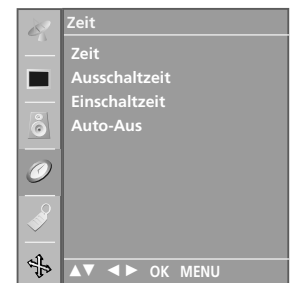 Zeit
Zeit
Ausschaltzeit
Einschaltzeit
Auto-Aus
▲▼ ◄► OK MENU